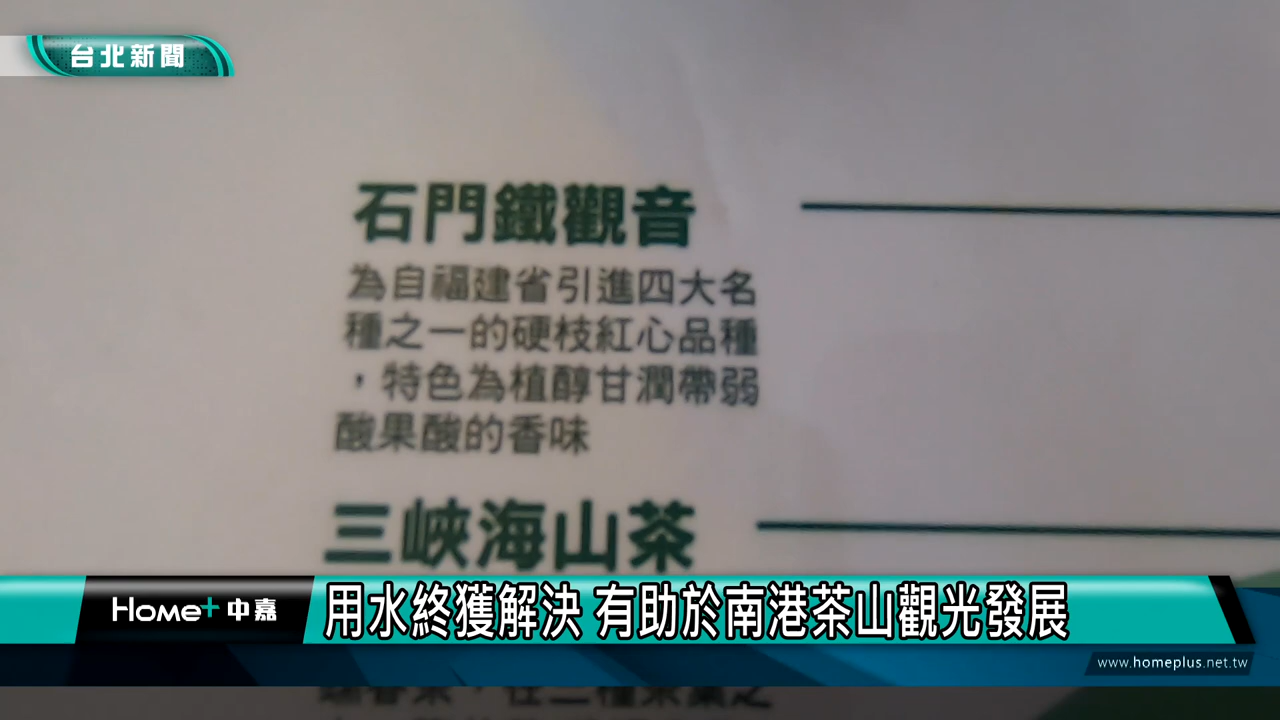 台北新聞
石門鐵觀音
為自福建省引進四大名
種之一的硬枝紅心品種
，特色為植醇甘潤帶弱
酸果酸的香味
三峽海山茶
Home+ 中嘉
用水終獲解決 有助於南港茶山觀光發展
www.homeplus.net.tw